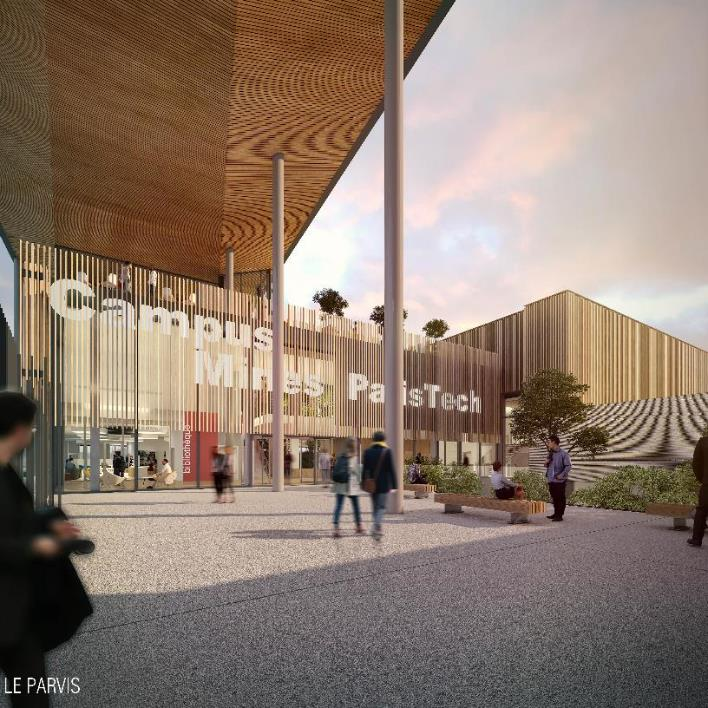 Campus
Mines ParisTech
bibliothèque
LE PARVIS